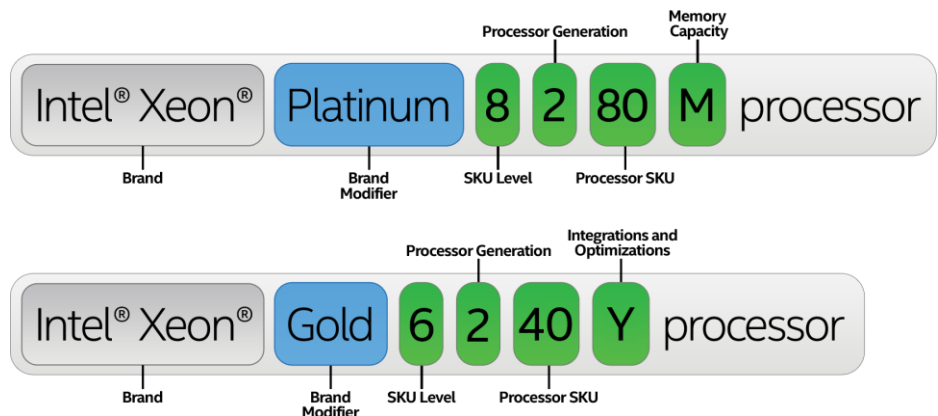 Memory
Capacity
Processor Generation
Intel® Xeon® Platinum 8 2 80 M processor
Brand
Brand
Modifier
SKU Level
Processor SKU
Integrations and
Optimizations
Processor Generation
Intel® Xeon® Gold 6 2 40 Y processor
Brand
Brand
Modifier
SKU Level
Processor SKU